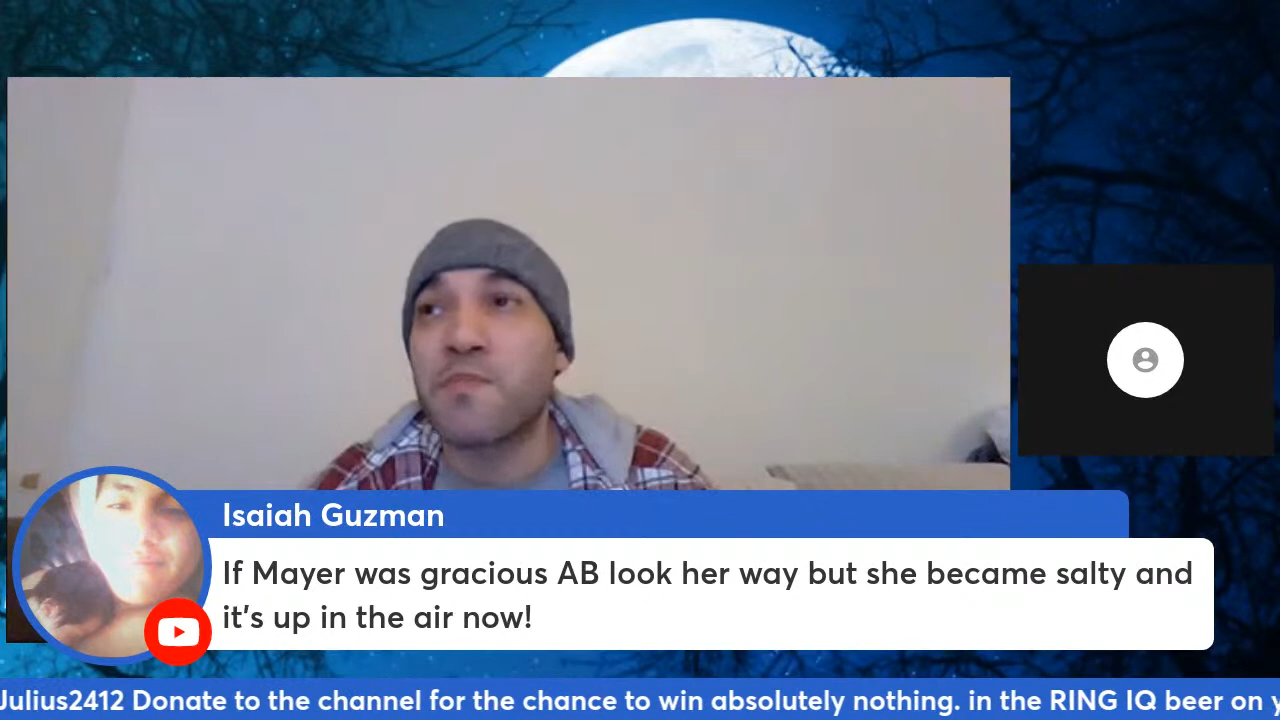 Isaiah Guzman
If Mayer was gracious AB look her way but she became salty and
it's up in the air now!
Julius2412 Donate to the channel for the chance to win absolutely nothing. in the RING IQ beer on